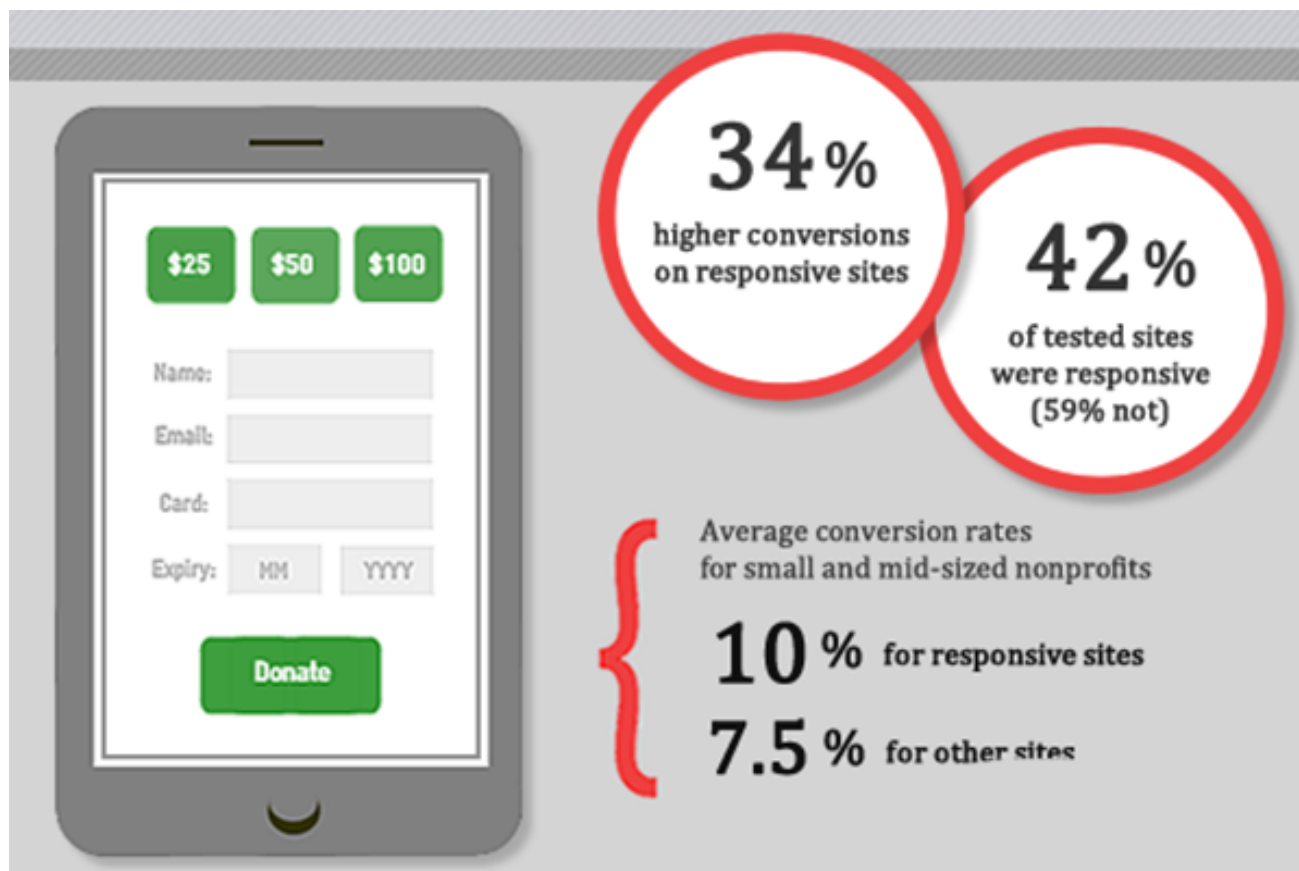 $25 $50 $100
Name:
Email:
Card:
Expiry: MM YYYY
Donate
34%
higher conversions
on responsive sites
42%
of tested sites
were responsive
(59% not)
Average conversion rates
for small and mid-sized nonprofits
10% for responsive sites
7.5% for other sites